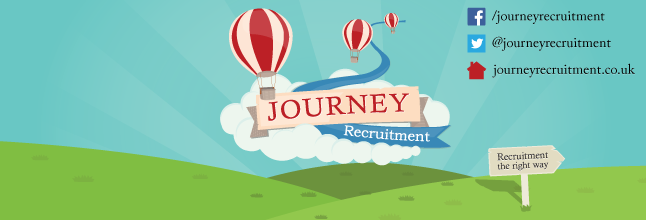 /journeyrecruitment
@journeyrecruitment
journeyrecruitment.co.uk
JOURNEY
Recruitment
Recruitment
the right way